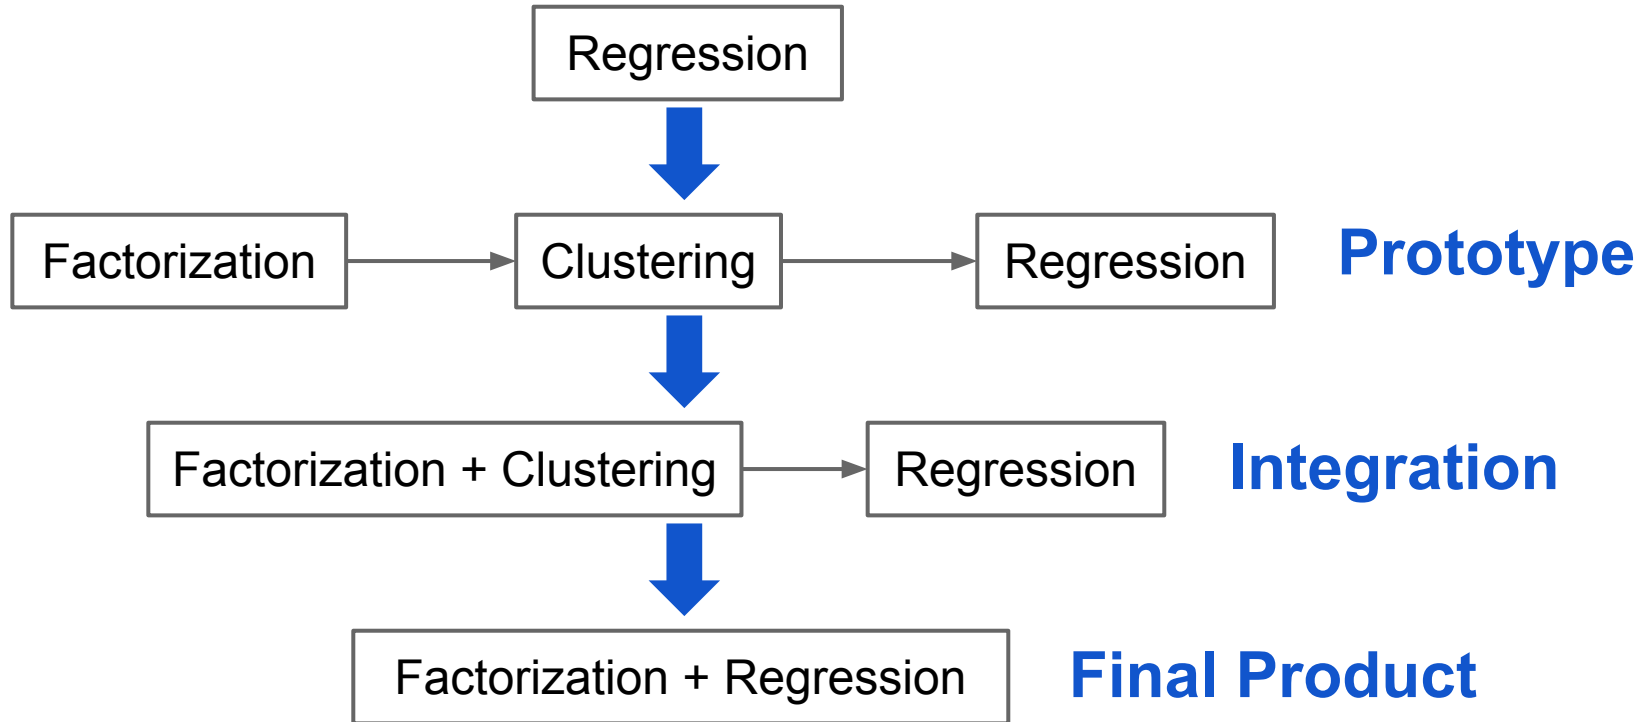 Regression
Factorization
Clustering
Regression
Prototype
Factorization + Clustering
Regression
Integration
Factorization + Regression
Final Product